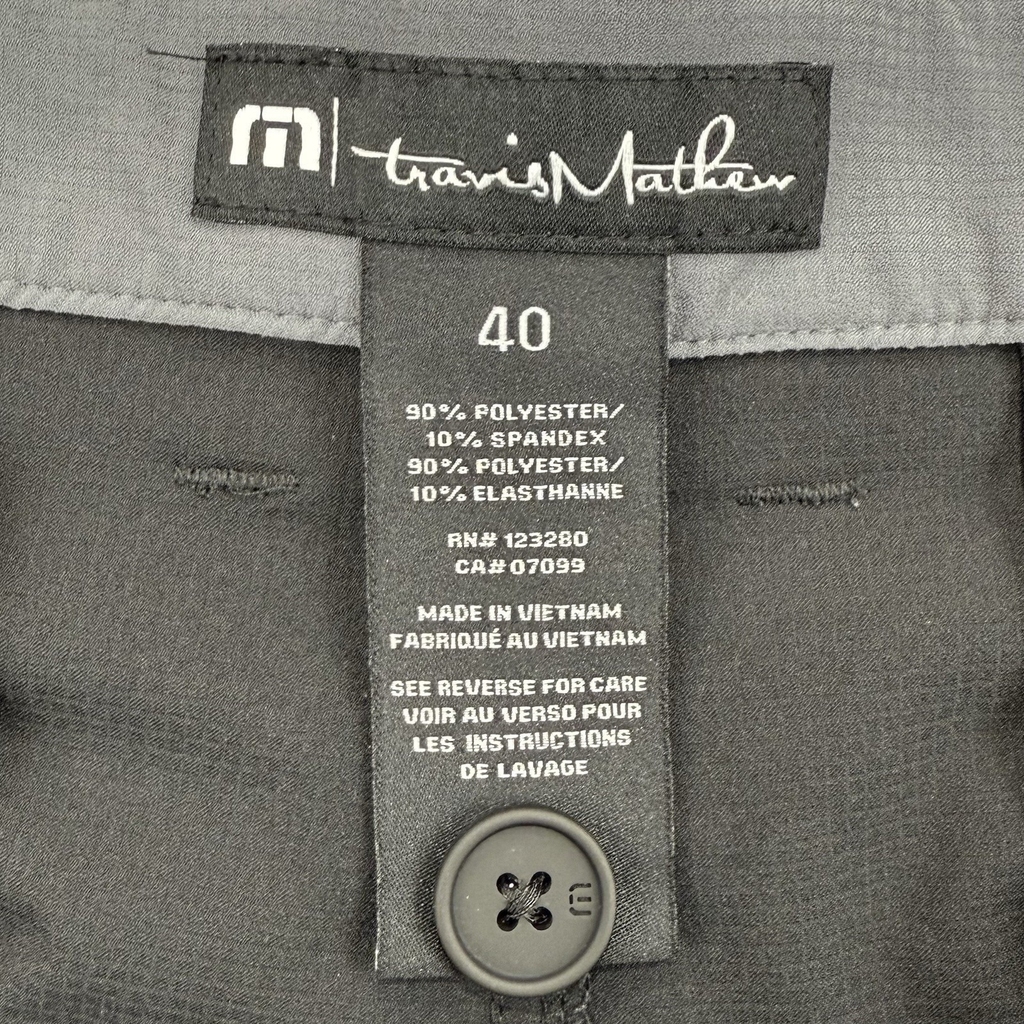 travisMathew
40
90% POLYESTER/
10% SPANDEX
90% POLYESTER/
10% ELASTHANNE
RN# 123280
CA# 07099
MADE IN VIETNAM
FABRIQUÉ AU VIETNAM
SEE REVERSE FOR CARE
VOIR AU VERSO POUR
LES INSTRUCTIONS
DE LAVAGE